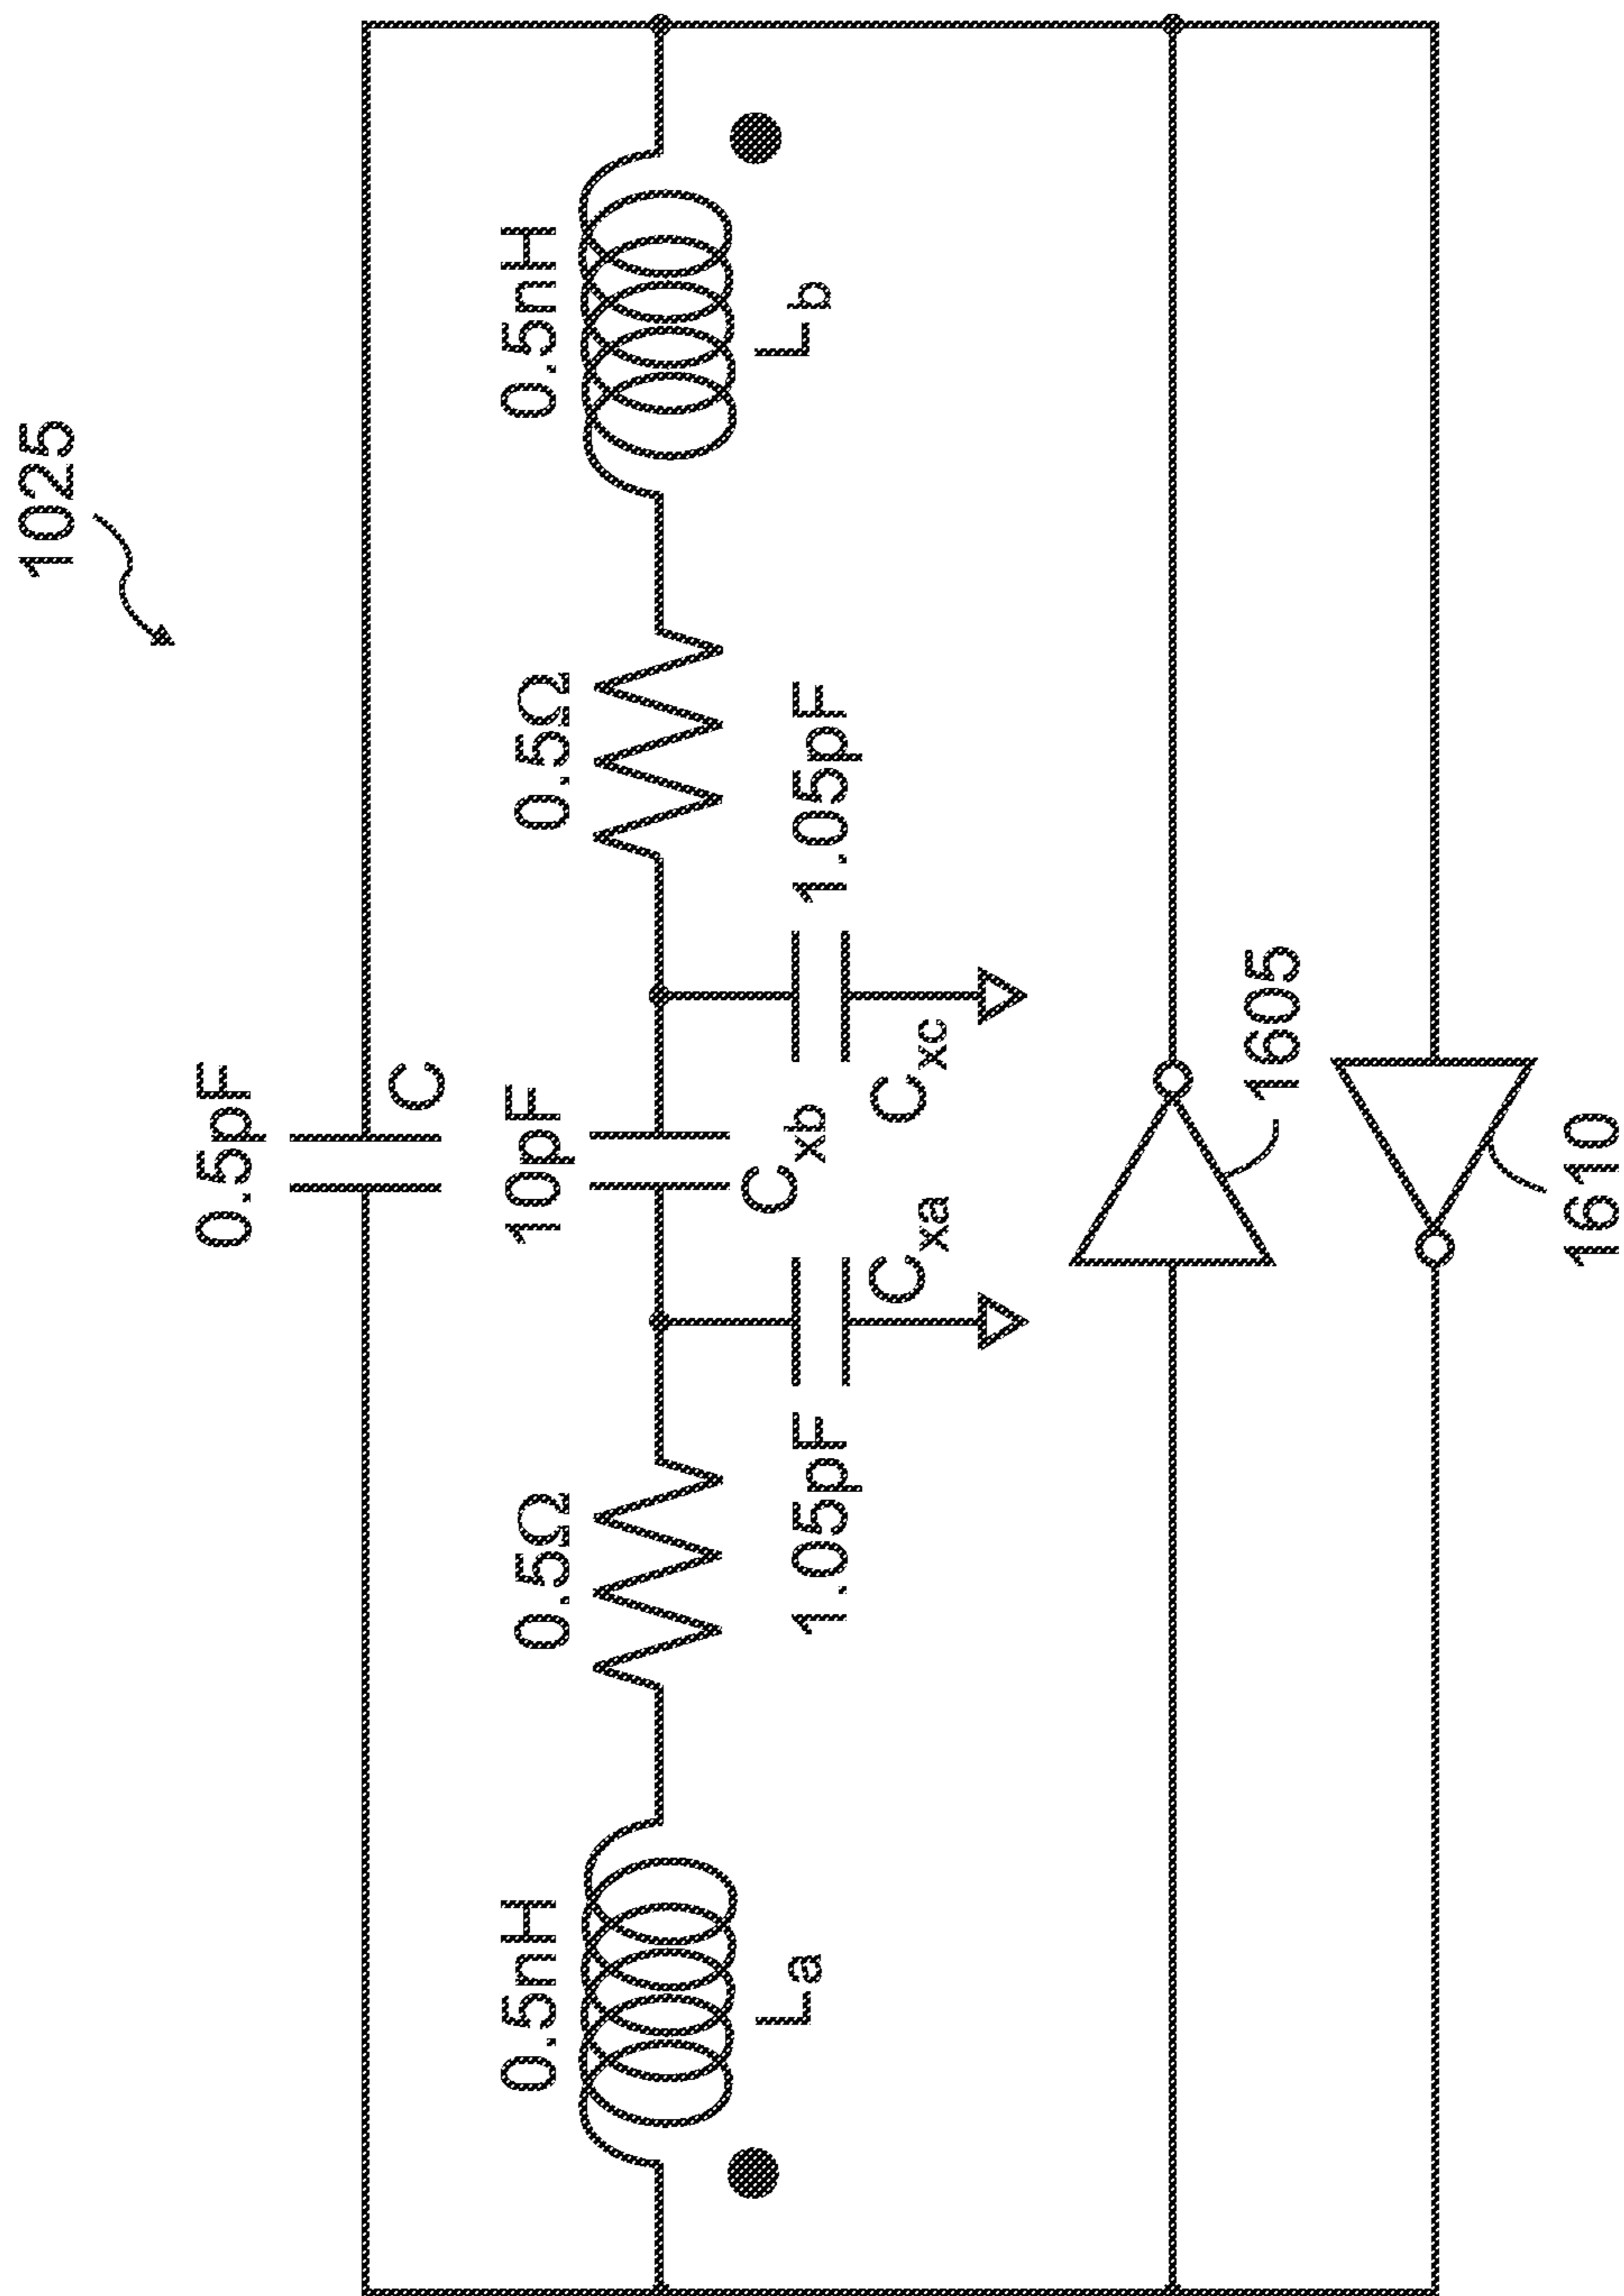 1025
0.5pF
C
0.5nH
0.5Ω
10pF
0.5Ω
0.5nH
La
1.05pF
Cxa
Cxb
Cxc
1.05pF
Lb
1605
1610